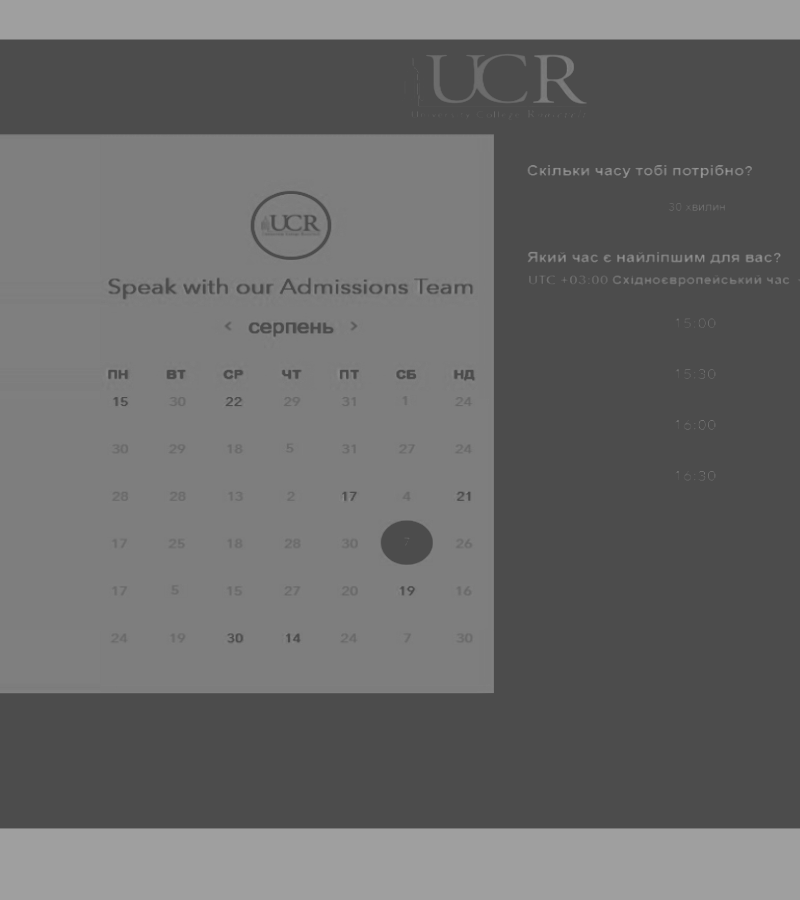 UCR
UCR
Speak with our Admissions Team
< серпень >
ПН ВТ СР ЧТ ПТ СБ НД
15 30 22 29 31 1 24
30 29 18 5 31 27 24
28 28 13 2 17 4 21
17 25 18 28 30 7 26
17 5 15 27 20 19 16
24 19 30 14 24 7 30
Скільки часу тобі потрібно?
30 хвилин
Який час є найліпшим для вас?
UTC +03:00 Східноєвропейський час
15:00
15:30
16:00
16:30